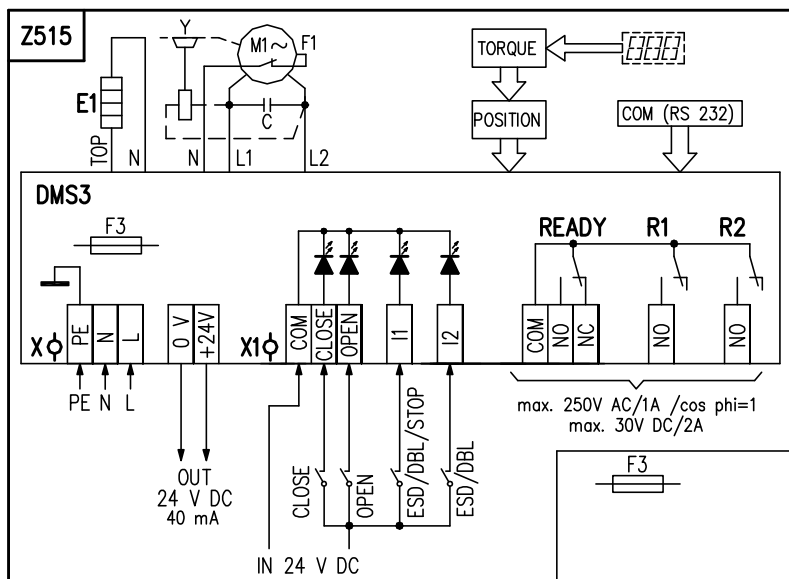 Z515
Y
M1~
F1
TORQUE
E1
C
POSITION
COM (RS 232)
TOP
N
N
L1
L2
DMS3
F3
READY
R1
R2
X
PE
N
L
0 V
+24V
X1
COM
CLOSE
OPEN
I1
I2
COM
NO
NC
NO
NO
PE N L
max. 250V AC/1A /cos phi=1
max. 30V DC/2A
OUT
24 V DC
40 mA
CLOSE
OPEN
ESD/DBL/STOP
ESD/DBL
F3
IN 24 V DC